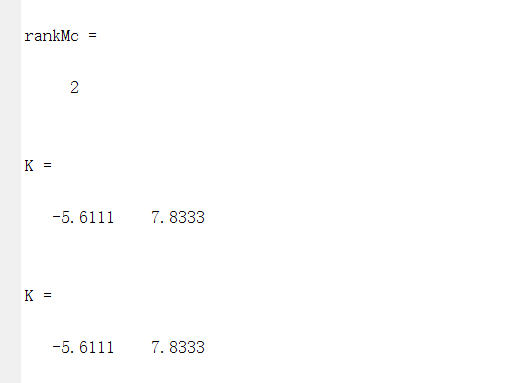 rankMc =
2
K =
-5.6111 7.8333
K =
-5.6111 7.8333